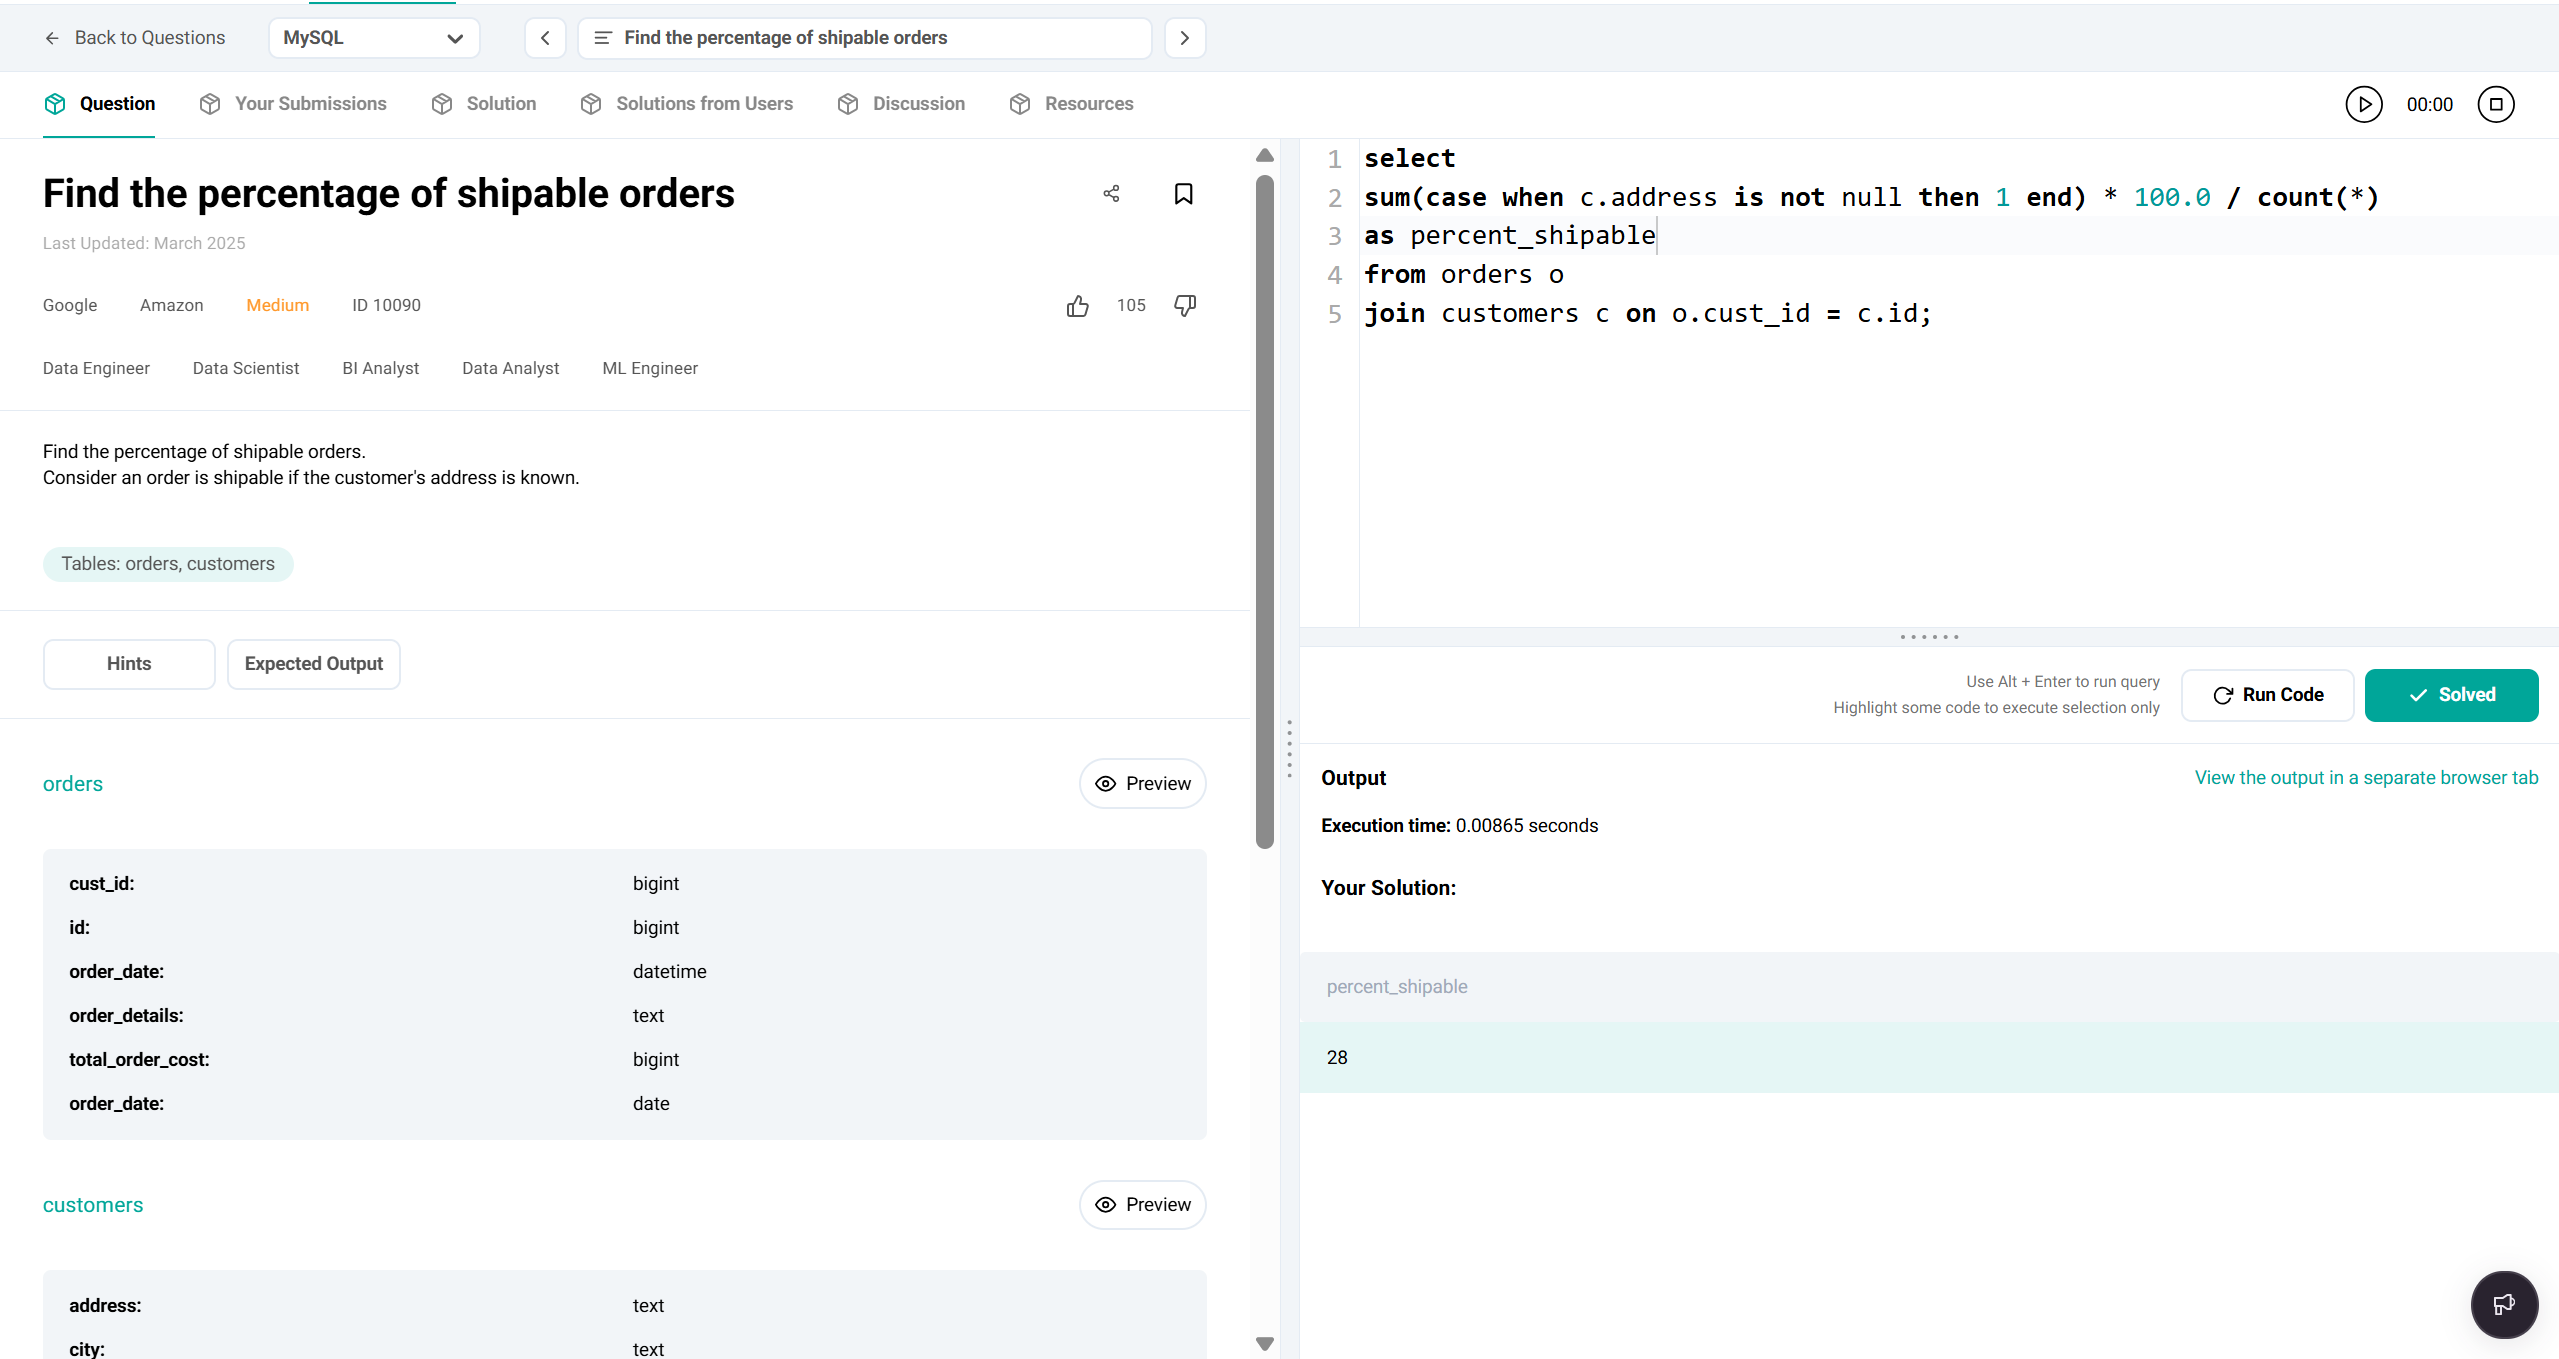 Back to Questions
MySQL
Find the percentage of shipable orders
Question
Your Submissions
Solution
Solutions from Users
Discussion
Resources
00:00
Find the percentage of shipable orders
Last Updated: March 2025
Google Amazon Medium ID 10090
105
Data Engineer Data Scientist BI Analyst Data Analyst ML Engineer
Find the percentage of shipable orders.
Consider an order is shipable if the customer's address is known.
Tables: orders, customers
Hints
Expected Output
orders
Preview
cust_id: bigint
id: bigint
order_date: datetime
order_details: text
total_order_cost: bigint
order_date: date
customers
Preview
address: text
city: text
1 select
2 sum(case when c.address is not null then 1 end) * 100.0 / count(*)
3 as percent_shipable
4 from orders o
5 join customers c on o.cust_id = c.id;
Use Alt + Enter to run query
Highlight some code to execute selection only
Run Code
Solved
Output
View the output in a separate browser tab
Execution time: 0.00865 seconds
Your Solution:
percent_shipable
28